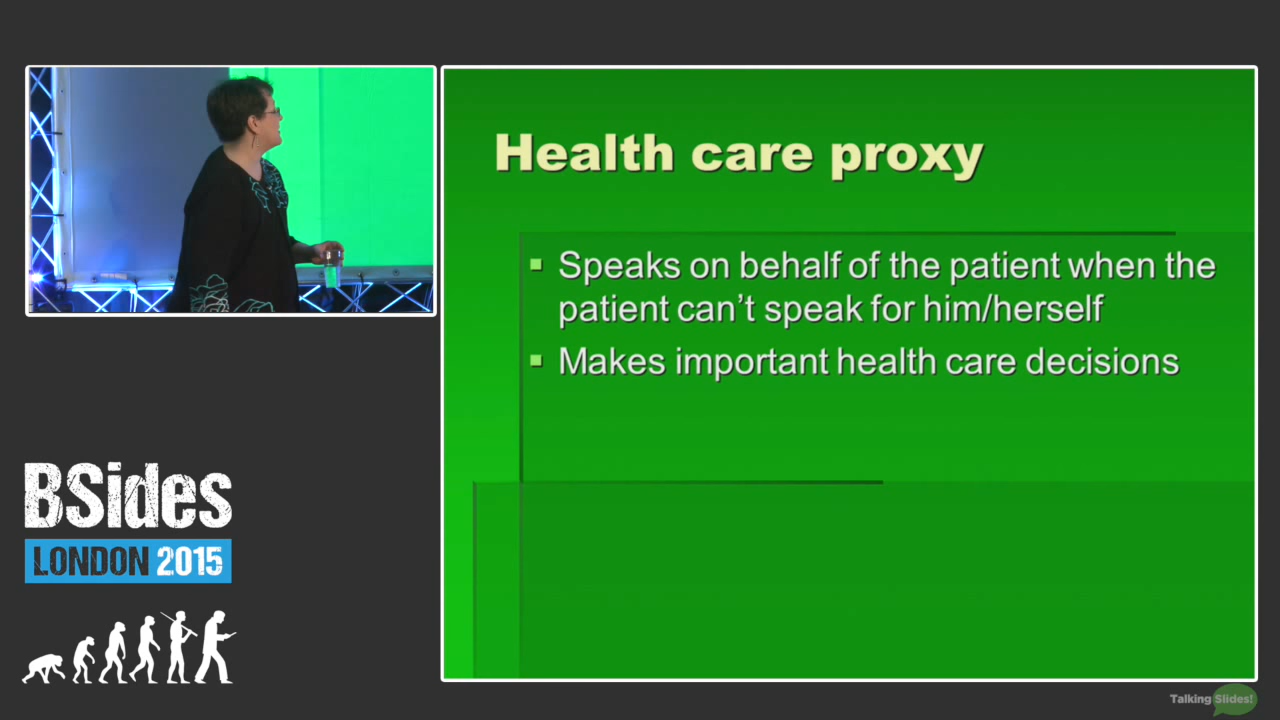 Health care proxy
Speaks on behalf of the patient when the
patient can't speak for him/herself
Makes important health care decisions
BSides
LONDON 2015
Talking Slides!